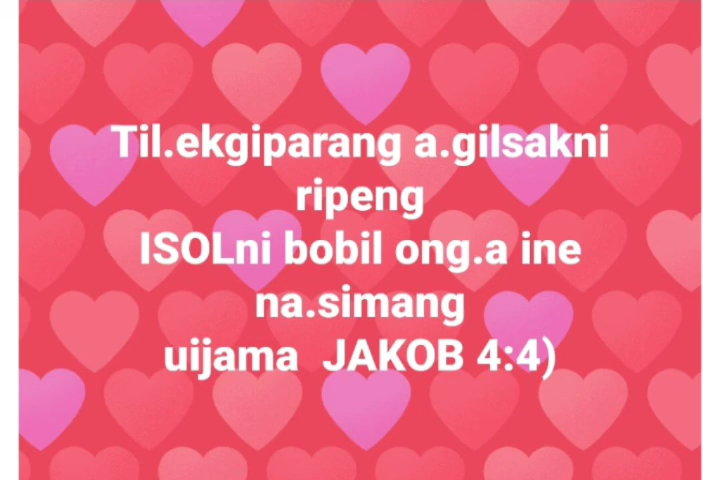 Til.ekgiparang a.gilsakni
ripeng
ISOLni bobil ong.a ine
na.simang
uijama  JAKOB 4:4)